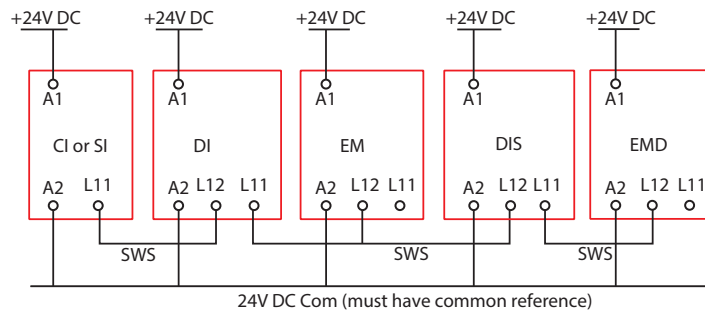 +24V DC +24V DC +24V DC +24V DC +24V DC
A1 A1 A1 A1 A1
CI or SI DI EM DIS EMD
A2 L11 A2 L12 L11 A2 L12 L11 A2 L12 L11 A2 L12 L11
SWS SWS SWS
24V DC Com (must have common reference)